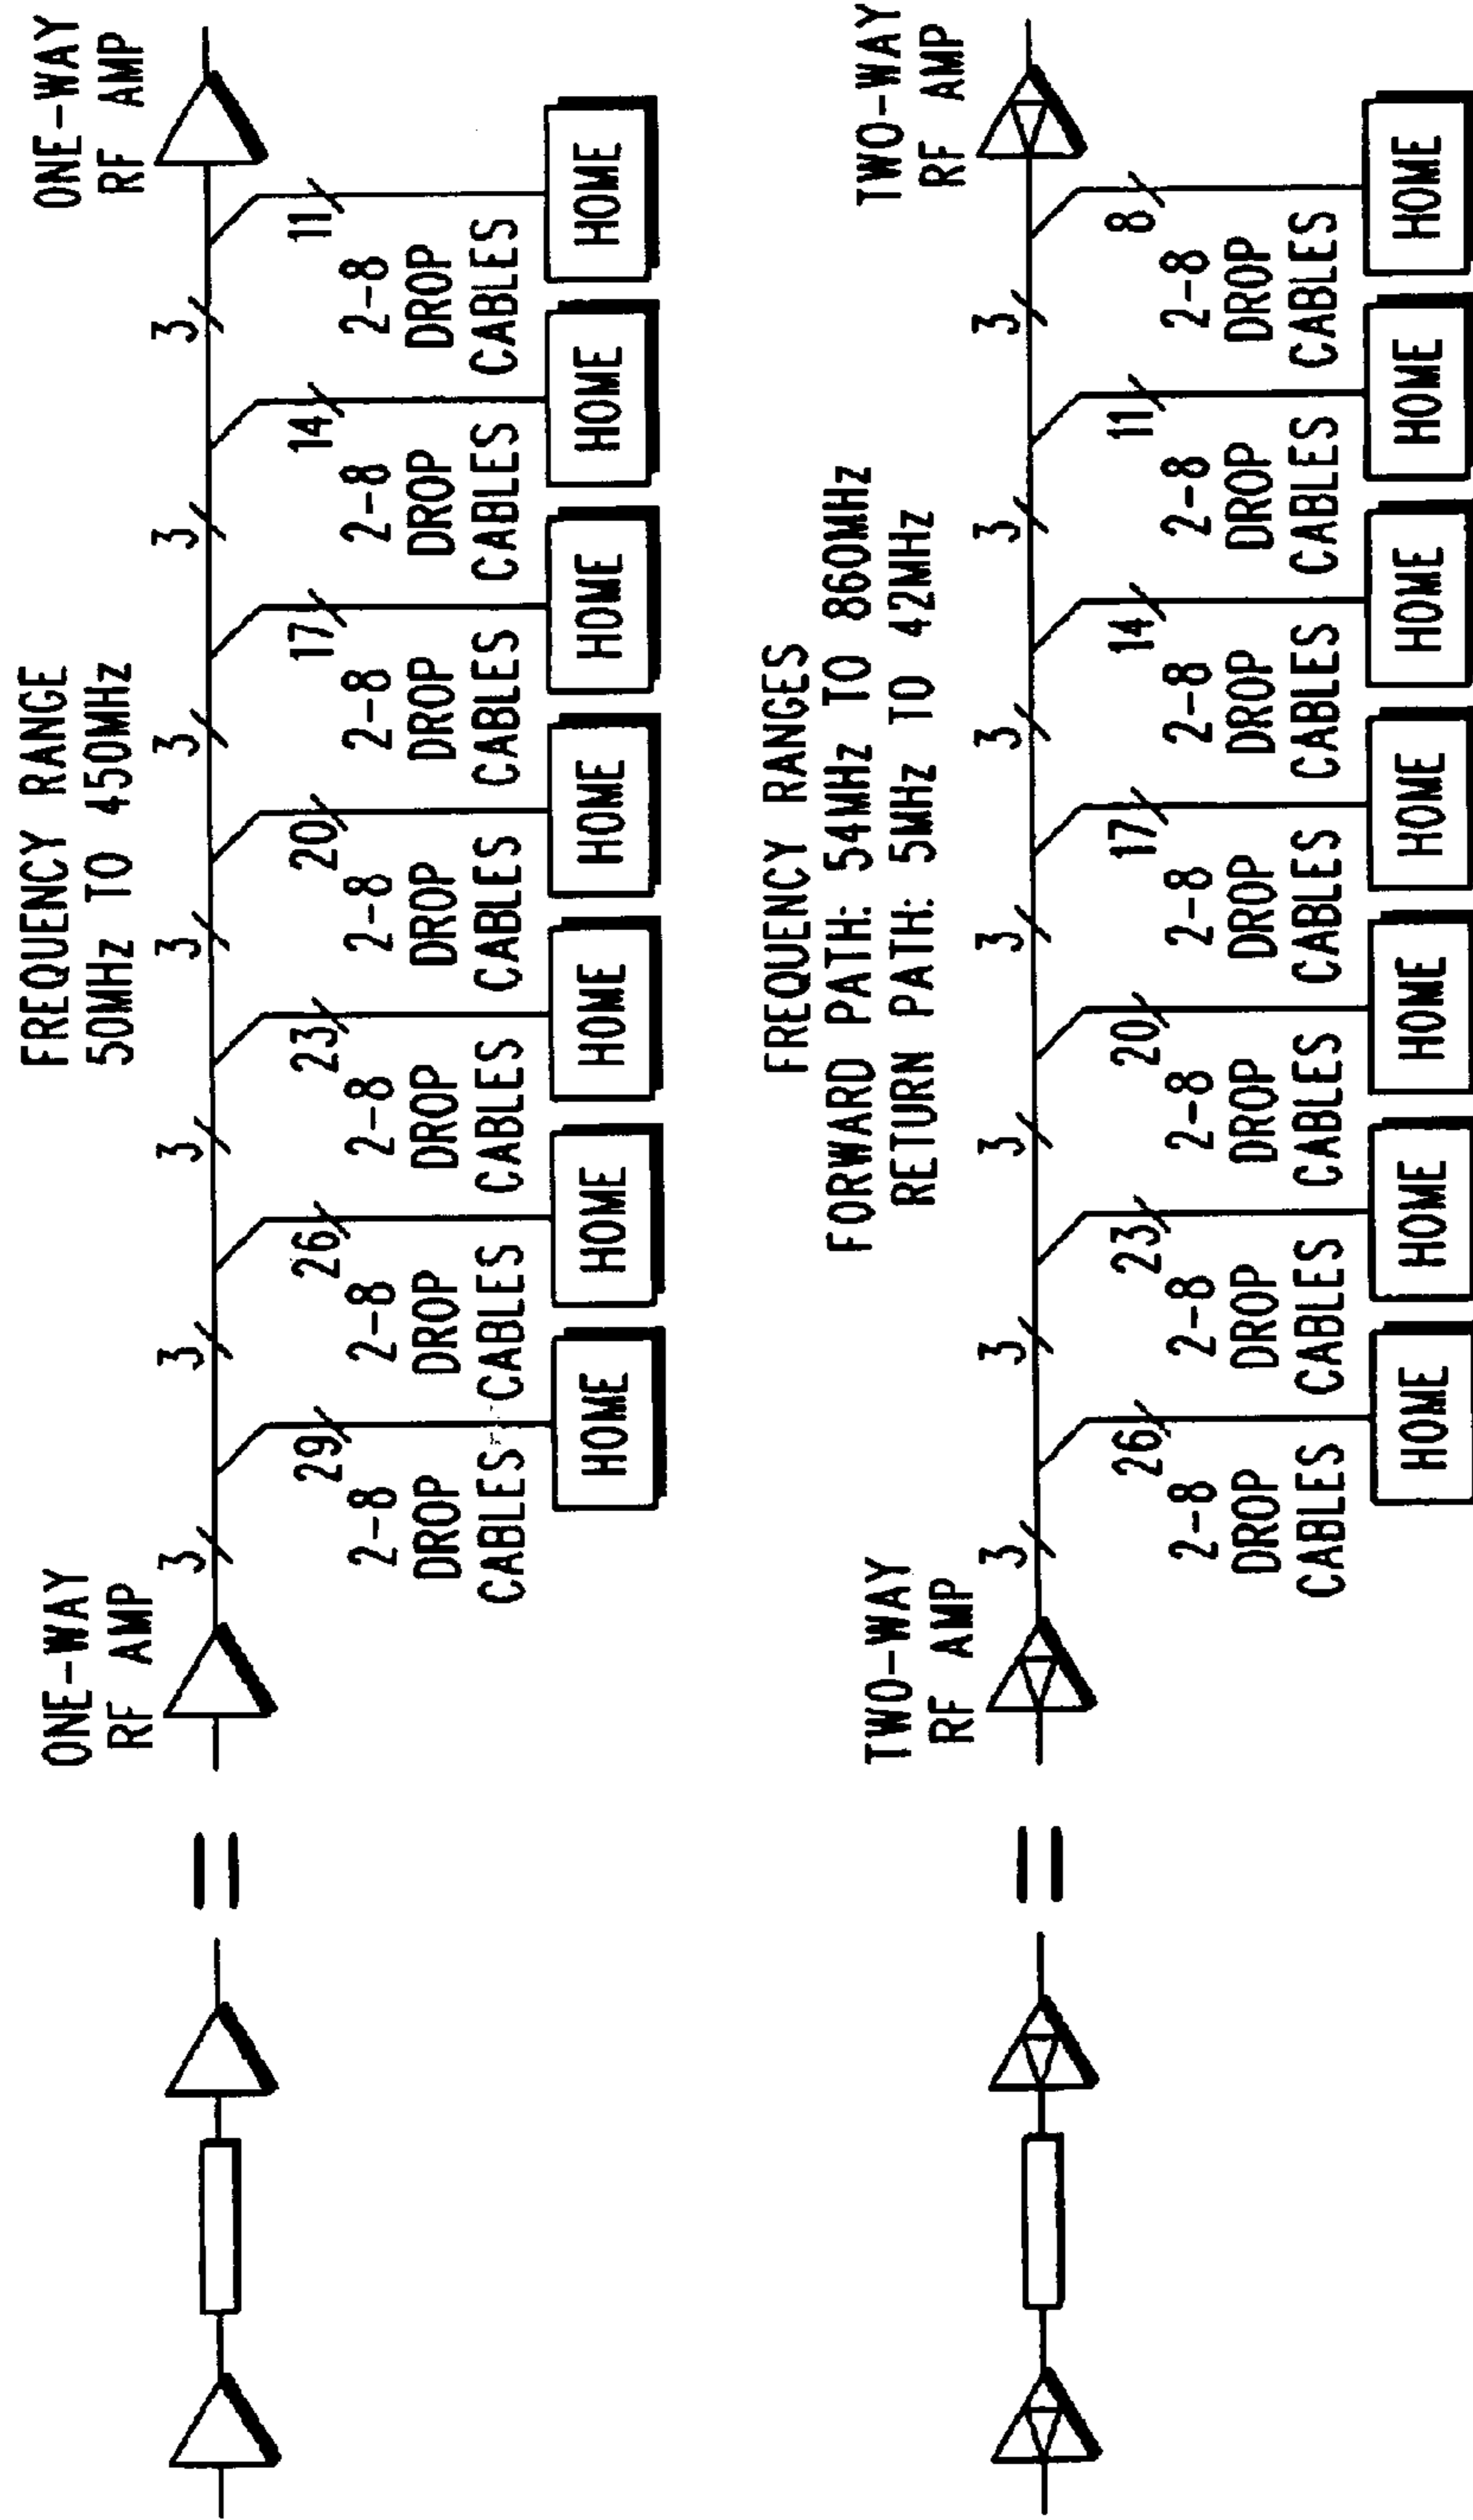 FREQUENCY RANGE
50MHz TO 450MHz
ONE-WAY
RF AMP
ONE-WAY
RF AMP
3 3 3 3 3 3 3
29 26 23 20 17 14 11
2-8 2-8 2-8 2-8 2-8 2-8 2-8
DROP DROP DROP DROP DROP DROP DROP
CABLES CABLES CABLES CABLES CABLES CABLES CABLES
HOME HOME HOME HOME HOME HOME HOME
FREQUENCY RANGES
FORWARD PATH: 54MHz TO 860MHz
RETURN PATH: 5MHz TO 42MHz
TWO-WAY
RF AMP
TWO-WAY
RF AMP
3 3 3 3 3 3 3
26 23 20 17 14 11 8
2-8 2-8 2-8 2-8 2-8 2-8 2-8
DROP DROP DROP DROP DROP DROP DROP
CABLES CABLES CABLES CABLES CABLES CABLES CABLES
HOME HOME HOME HOME HOME HOME HOME